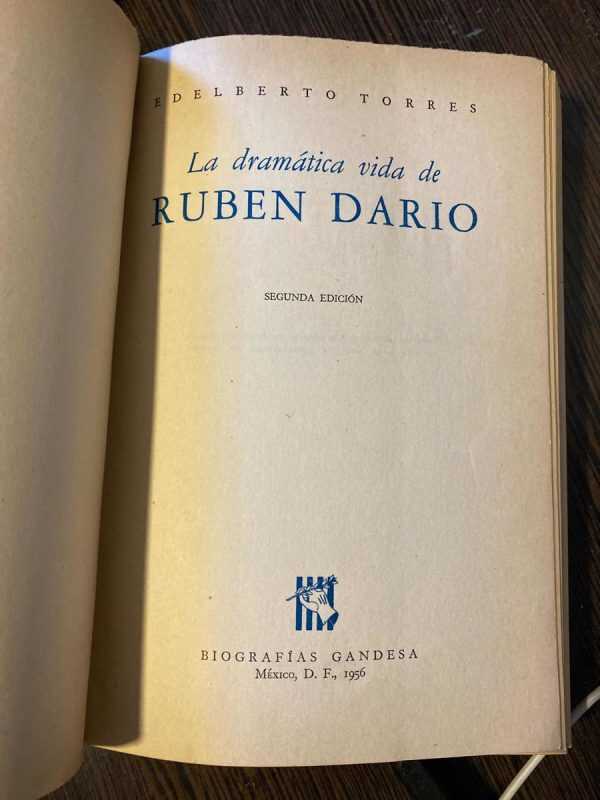 EDELBERTO TORRES
La dramática vida de
RUBEN DARIO
SEGUNDA EDICIÓN
BIOGRAFÍAS GANDESA
MÉXICO, D. F., 1956